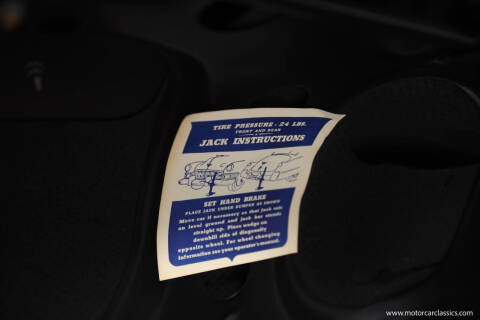 TIRE PRESSURE - 24 LBS.
FRONT AND REAR
JACK INSTRUCTIONS
SET HAND BRAKE
PLACE JACK UNDER BUMPER AS SHOWN
Move car if necessary so that jack sets
on level ground and jack bar stands
straight up. Place wedge on
downhill side of diagonally
opposite wheel. For wheel changing
information see your operator's manual.
www.motorcarclassics.com